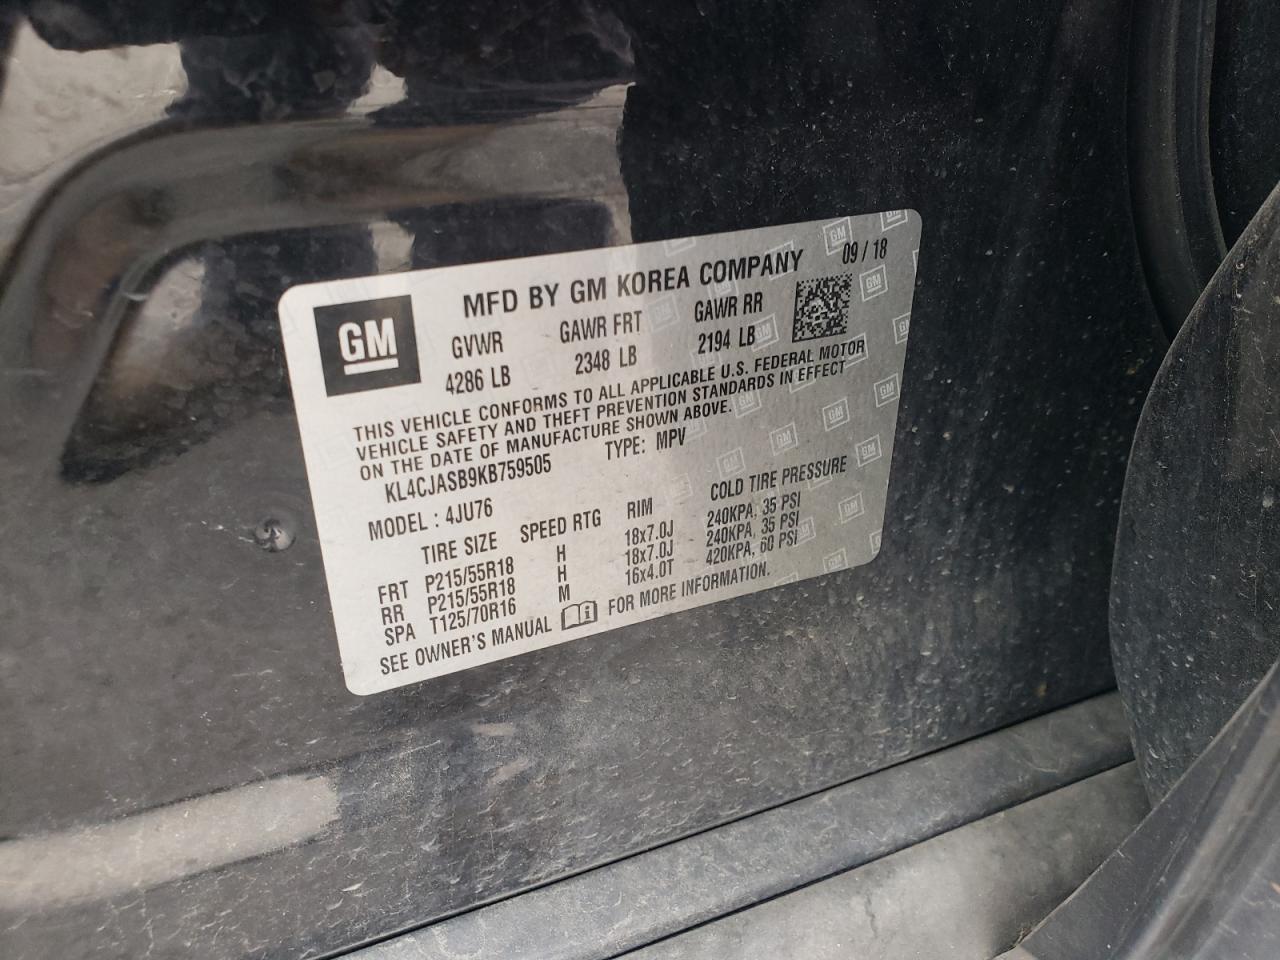 GM
MFD BY GM KOREA COMPANY 09 / 18
GVWR GAWR FRT GAWR RR
4286 LB 2348 LB 2194 LB
THIS VEHICLE CONFORMS TO ALL APPLICABLE U.S. FEDERAL MOTOR
VEHICLE SAFETY AND THEFT PREVENTION STANDARDS IN EFFECT
ON THE DATE OF MANUFACTURE SHOWN ABOVE.
KL4CJASB9KB759505 TYPE: MPV
MODEL : 4JU76
TIRE SIZE SPEED RTG RIM COLD TIRE PRESSURE
FRT P215/55R18 H 18x7.0J 240KPA, 35 PSI
RR P215/55R18 H 18x7.0J 240KPA, 35 PSI
SPA T125/70R16 M 16x4.0T 420KPA, 60 PSI
SEE OWNER'S MANUAL FOR MORE INFORMATION.